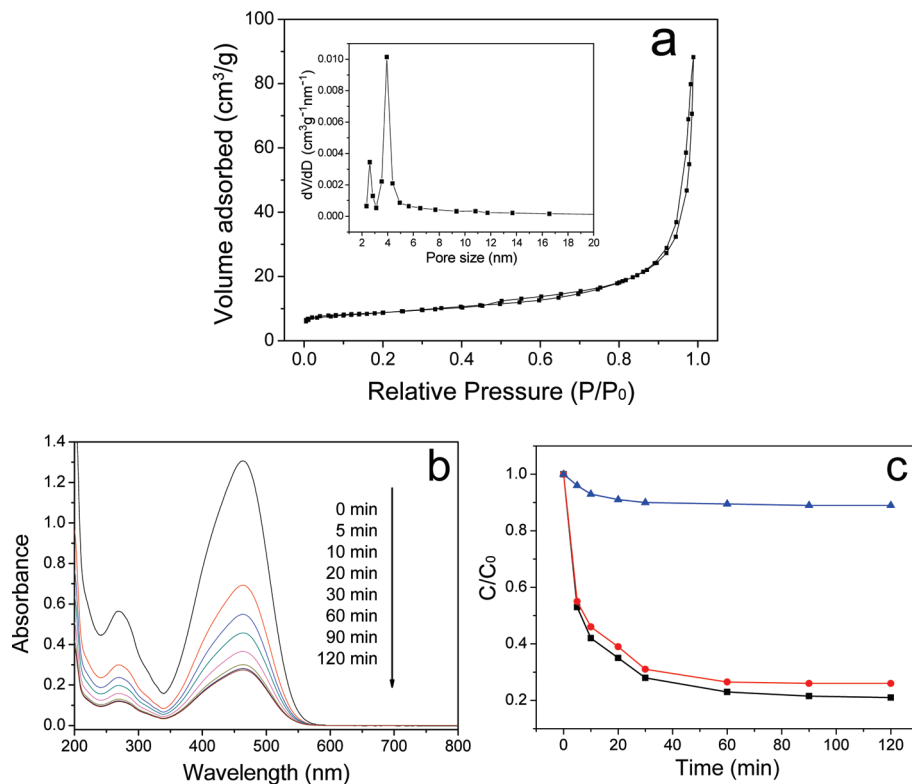 a
Volume adsorbed (cm³/g)
100
80
60
40
20
0
0.0 0.2 0.4 0.6 0.8 1.0
Relative Pressure (P/P₀)
dV/dD (cm³g⁻¹nm⁻¹)
0.010
0.008
0.006
0.004
0.002
0.000
2 4 6 8 10 12 14 16 18 20
Pore size (nm)
b
Absorbance
1.4
1.2
1.0
0.8
0.6
0.4
0.2
0.0
200 300 400 500 600 700 800
Wavelength (nm)
0 min
5 min
10 min
20 min
30 min
60 min
90 min
120 min
c
C/C₀
1.0
0.8
0.6
0.4
0.2
0 20 40 60 80 100 120
Time (min)